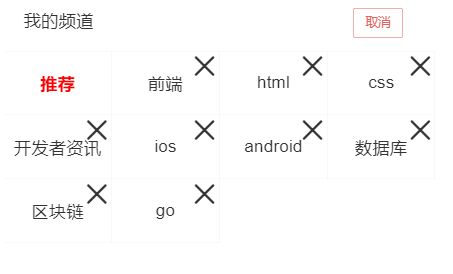 我的频道 取消
推荐 前端 html css
开发者资讯 ios android 数据库
区块链 go